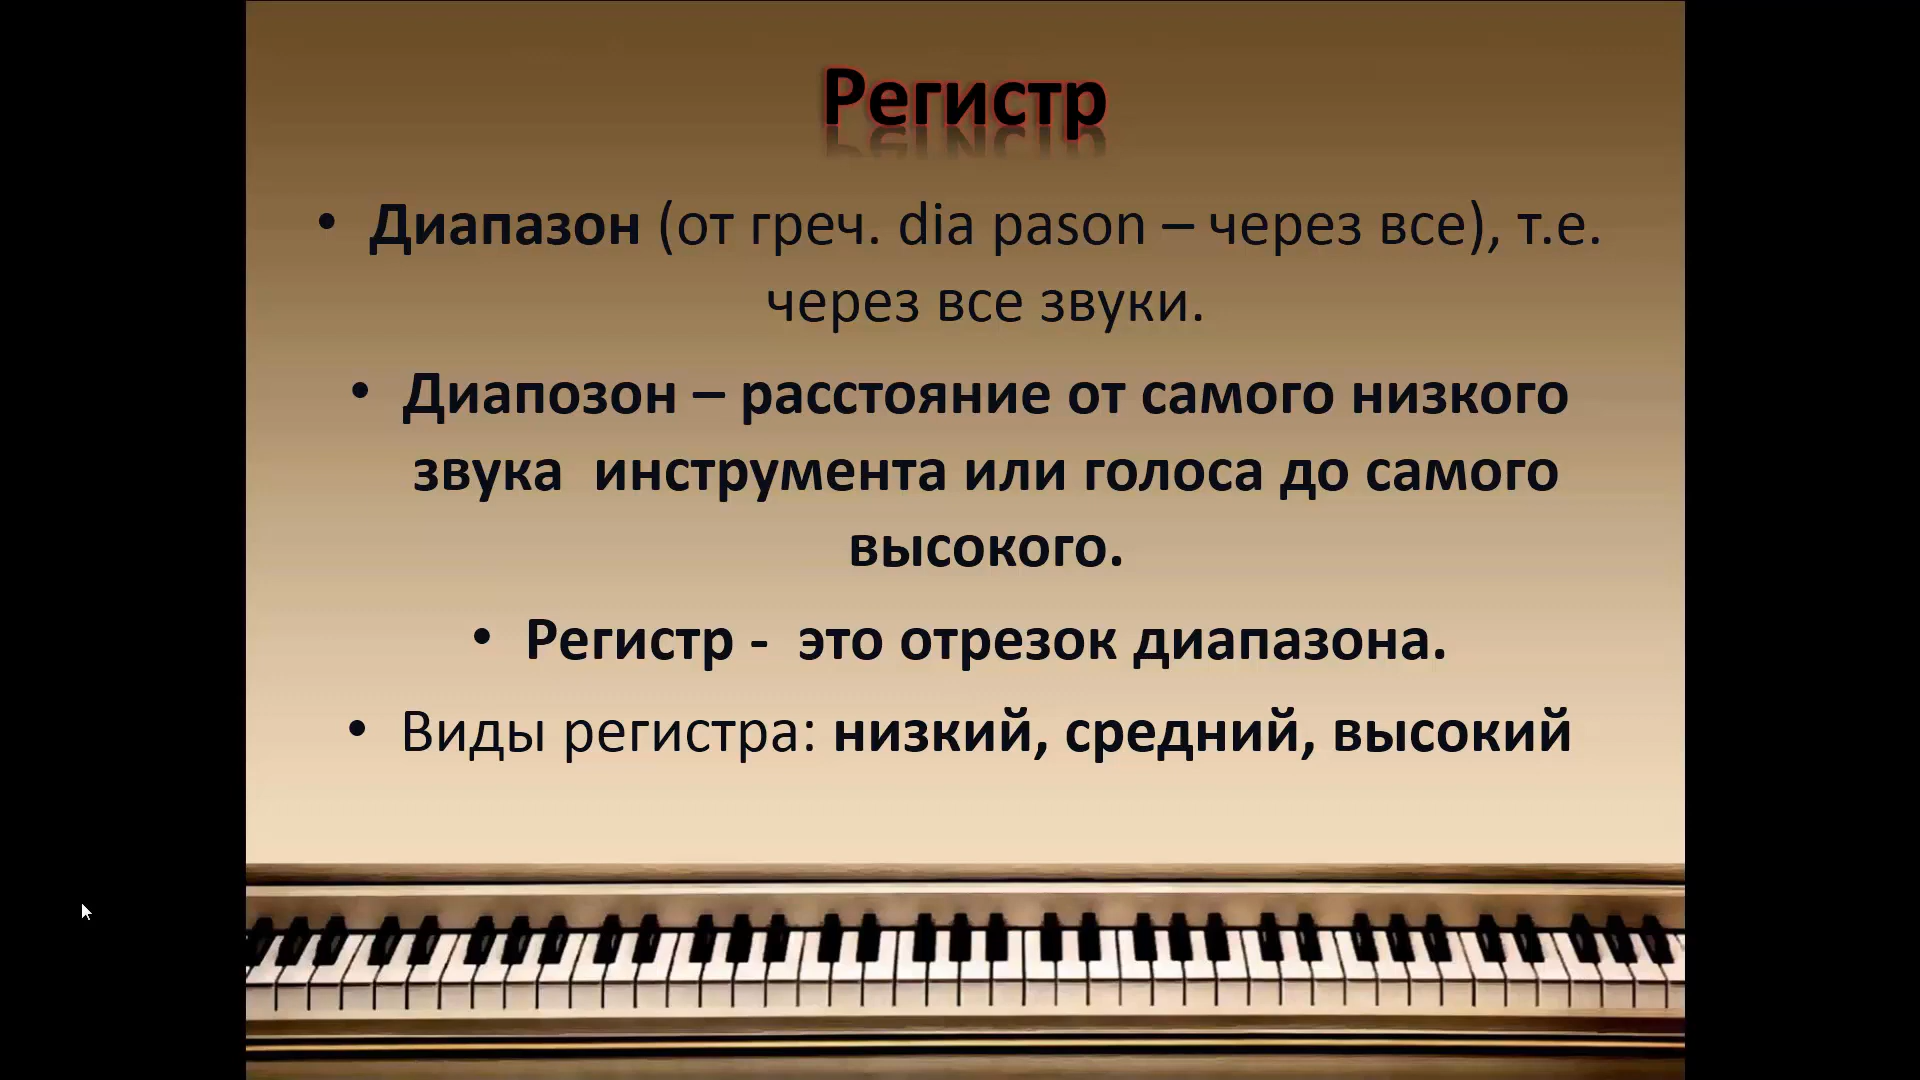 Регистр
• Диапазон (от греч. dia pason – через все), т.е.
через все звуки.
• Диапозон – расстояние от самого низкого
звука  инструмента или голоса до самого
высокого.
• Регистр -  это отрезок диапазона.
• Виды регистра: низкий, средний, высокий